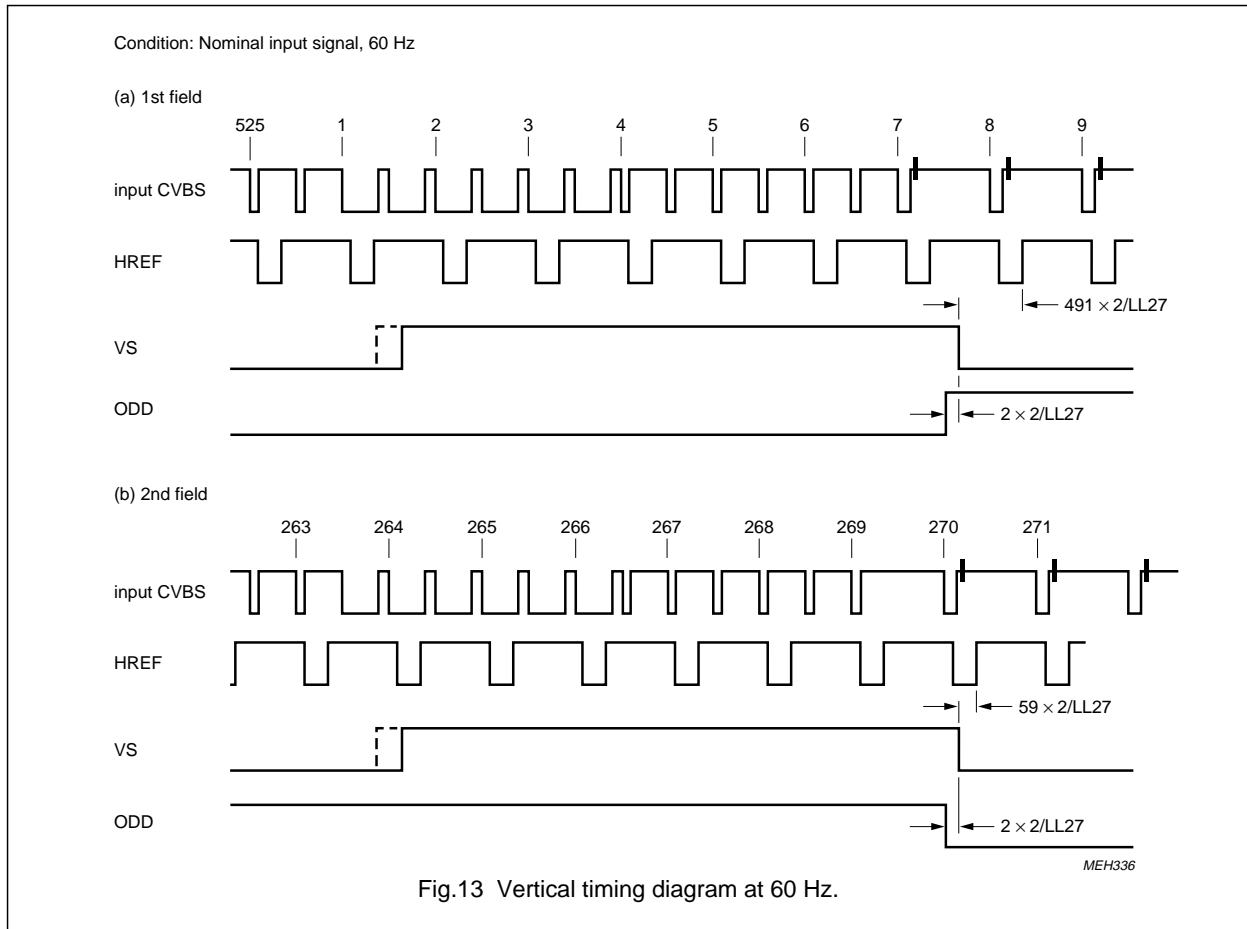 Condition: Nominal input signal, 60 Hz
(a) 1st field
525 1 2 3 4 5 6 7 8 9
input CVBS
HREF
491 × 2/LL27
VS
ODD
2 × 2/LL27
(b) 2nd field
263 264 265 266 267 268 269 270 271
input CVBS
HREF
59 × 2/LL27
VS
ODD
2 × 2/LL27
MEH336
Fig.13 Vertical timing diagram at 60 Hz.